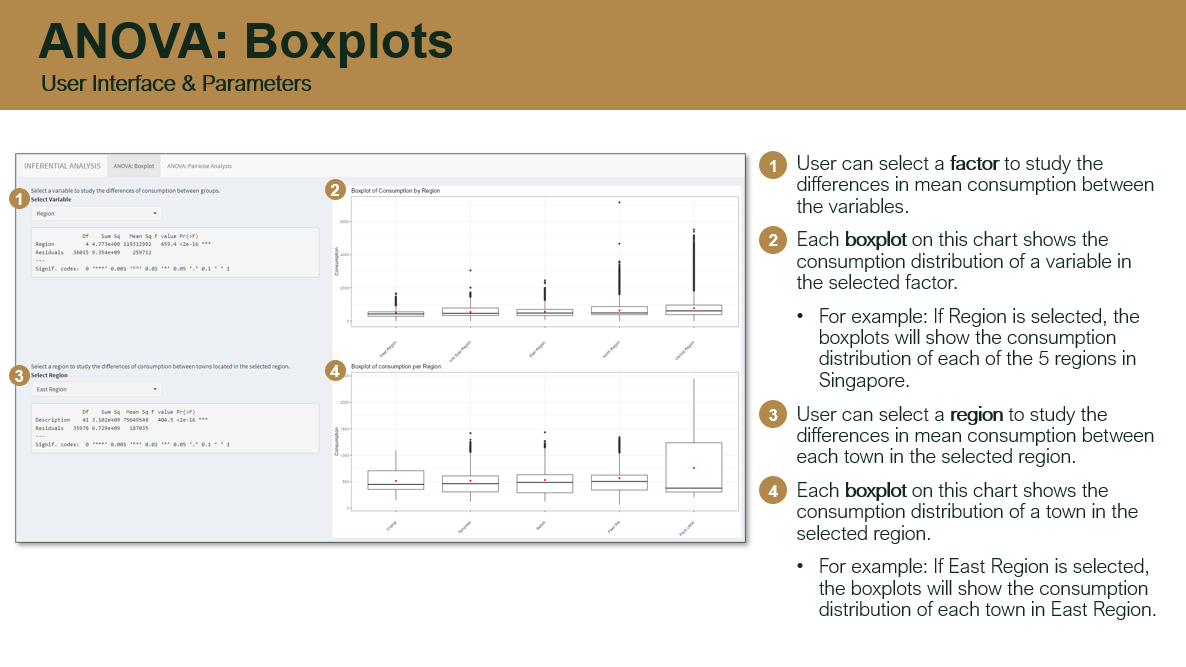 ANOVA: Boxplots
User Interface & Parameters
INFERENTIAL ANALYSIS ANOVA: Boxplot ANOVA: Pairwise Analysis
1
Select a variable to study the differences of consumption between groups.
Select Variable
Region
Df Sum Sq Mean Sq F value Pr(>F)
Region 4 4.773e+08 119312992 459.4 <2e-16 ***
Residuals 36015 9.354e+09 259712
---
Signif. codes: 0 '***' 0.001 '**' 0.01 '*' 0.05 '.' 0.1 ' ' 1
2
Boxplot of Consumption by Region
Consumption
6000
4000
2000
0
West Region
North-East Region
East Region
North Region
Central Region
3
Select a region to study the differences of consumption between towns located in the selected region.
Select Region
East Region
Df Sum Sq Mean Sq F value Pr(>F)
Description 41 3.102e+09 75649548 404.5 <2e-16 ***
Residuals 35978 6.729e+09 187035
---
Signif. codes: 0 '***' 0.001 '**' 0.01 '*' 0.05 '.' 0.1 ' ' 1
4
Boxplot of consumption per Region
Consumption
2000
1500
1000
500
0
Changi
Tampines
Bedok
Pasir Ris
Paya Lebar
1 User can select a factor to study the
differences in mean consumption between
the variables.
2 Each boxplot on this chart shows the
consumption distribution of a variable in
the selected factor.
• For example: If Region is selected, the
boxplots will show the consumption
distribution of each of the 5 regions in
Singapore.
3 User can select a region to study the
differences in mean consumption between
each town in the selected region.
4 Each boxplot on this chart shows the
consumption distribution of a town in the
selected region.
• For example: If East Region is selected,
the boxplots will show the consumption
distribution of each town in East Region.